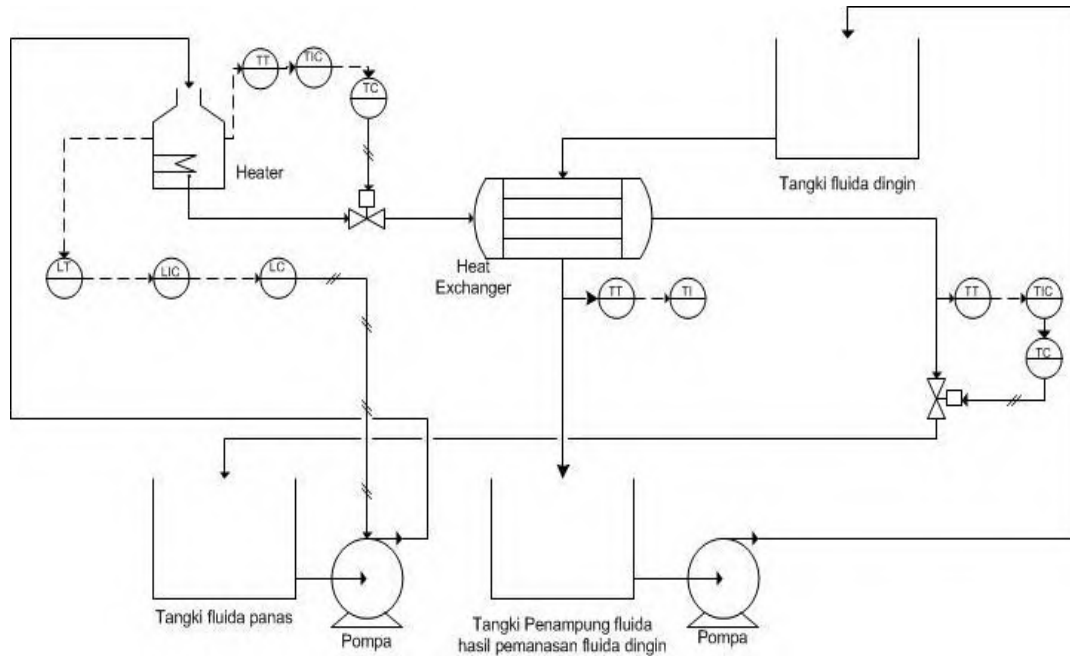 TT
TIC
TC
Heater
Tangki fluida dingin
LT
LIC
LC
Heat
Exchanger
TT
TI
TT
TIC
TC
Tangki fluida panas
Pompa
Tangki Penampung fluida
hasil pemanasan fluida dingin
Pompa